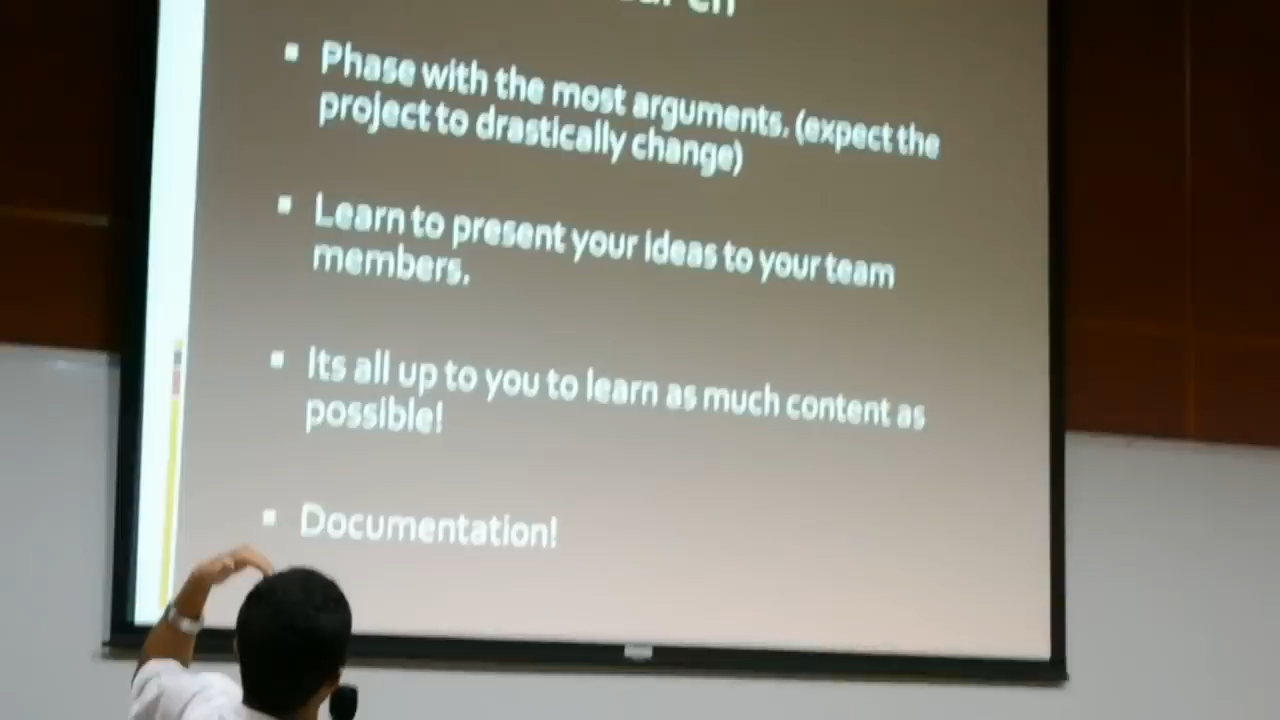 Phase with the most arguments. (expect the
project to drastically change)
Learn to present your ideas to your team
members.
Its all up to you to learn as much content as
possible!
Documentation!